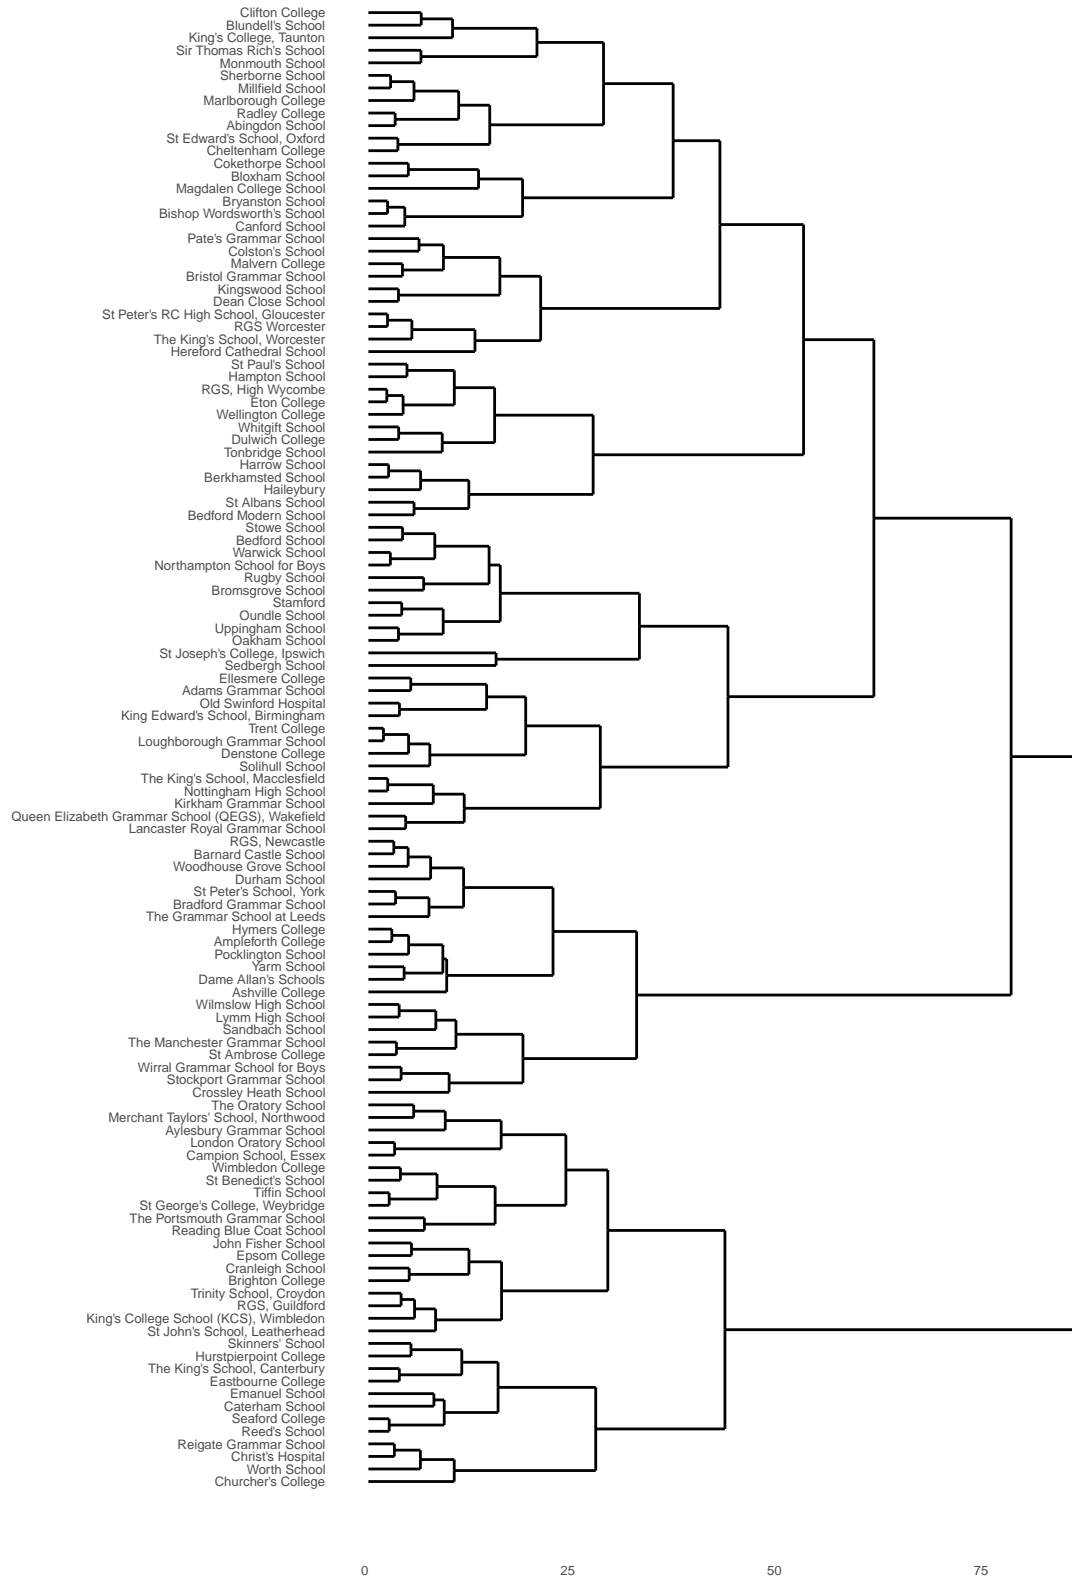 Clifton College
Blundell's School
King's College, Taunton
Sir Thomas Rich's School
Monmouth School
Sherborne School
Millfield School
Marlborough College
Radley College
Abingdon School
St Edward's School, Oxford
Cheltenham College
Cokethorpe School
Bloxham School
Magdalen College School
Bryanston School
Bishop Wordsworth's School
Canford School
Pate's Grammar School
Colston's School
Malvern College
Bristol Grammar School
Kingswood School
Dean Close School
St Peter's RC High School, Gloucester
RGS Worcester
The King's School, Worcester
Hereford Cathedral School
St Paul's School
Hampton School
RGS, High Wycombe
Eton College
Wellington College
Whitgift School
Dulwich College
Tonbridge School
Harrow School
Berkhamsted School
Haileybury
St Albans School
Bedford Modern School
Stowe School
Bedford School
Warwick School
Northampton School for Boys
Rugby School
Bromsgrove School
Stamford
Oundle School
Uppingham School
Oakham School
St Joseph's College, Ipswich
Sedbergh School
Ellesmere College
Adams Grammar School
Old Swinford Hospital
King Edward's School, Birmingham
Trent College
Loughborough Grammar School
Denstone College
Solihull School
The King's School, Macclesfield
Nottingham High School
Kirkham Grammar School
Queen Elizabeth Grammar School (QEGS), Wakefield
Lancaster Royal Grammar School
RGS, Newcastle
Barnard Castle School
Woodhouse Grove School
Durham School
St Peter's School, York
Bradford Grammar School
The Grammar School at Leeds
Hymers College
Ampleforth College
Pocklington School
Yarm School
Dame Allan's Schools
Ashville College
Wilmslow High School
Lymm High School
Sandbach School
The Manchester Grammar School
St Ambrose College
Wirral Grammar School for Boys
Stockport Grammar School
Crossley Heath School
The Oratory School
Merchant Taylors' School, Northwood
Aylesbury Grammar School
London Oratory School
Campion School, Essex
Wimbledon College
St Benedict's School
Tiffin School
St George's College, Weybridge
The Portsmouth Grammar School
Reading Blue Coat School
John Fisher School
Epsom College
Cranleigh School
Brighton College
Trinity School, Croydon
RGS, Guildford
King's College School (KCS), Wimbledon
St John's School, Leatherhead
Skinners' School
Hurstpierpoint College
The King's School, Canterbury
Eastbourne College
Emanuel School
Caterham School
Seaford College
Reed's School
Reigate Grammar School
Christ's Hospital
Worth School
Churcher's College
0 25 50 75